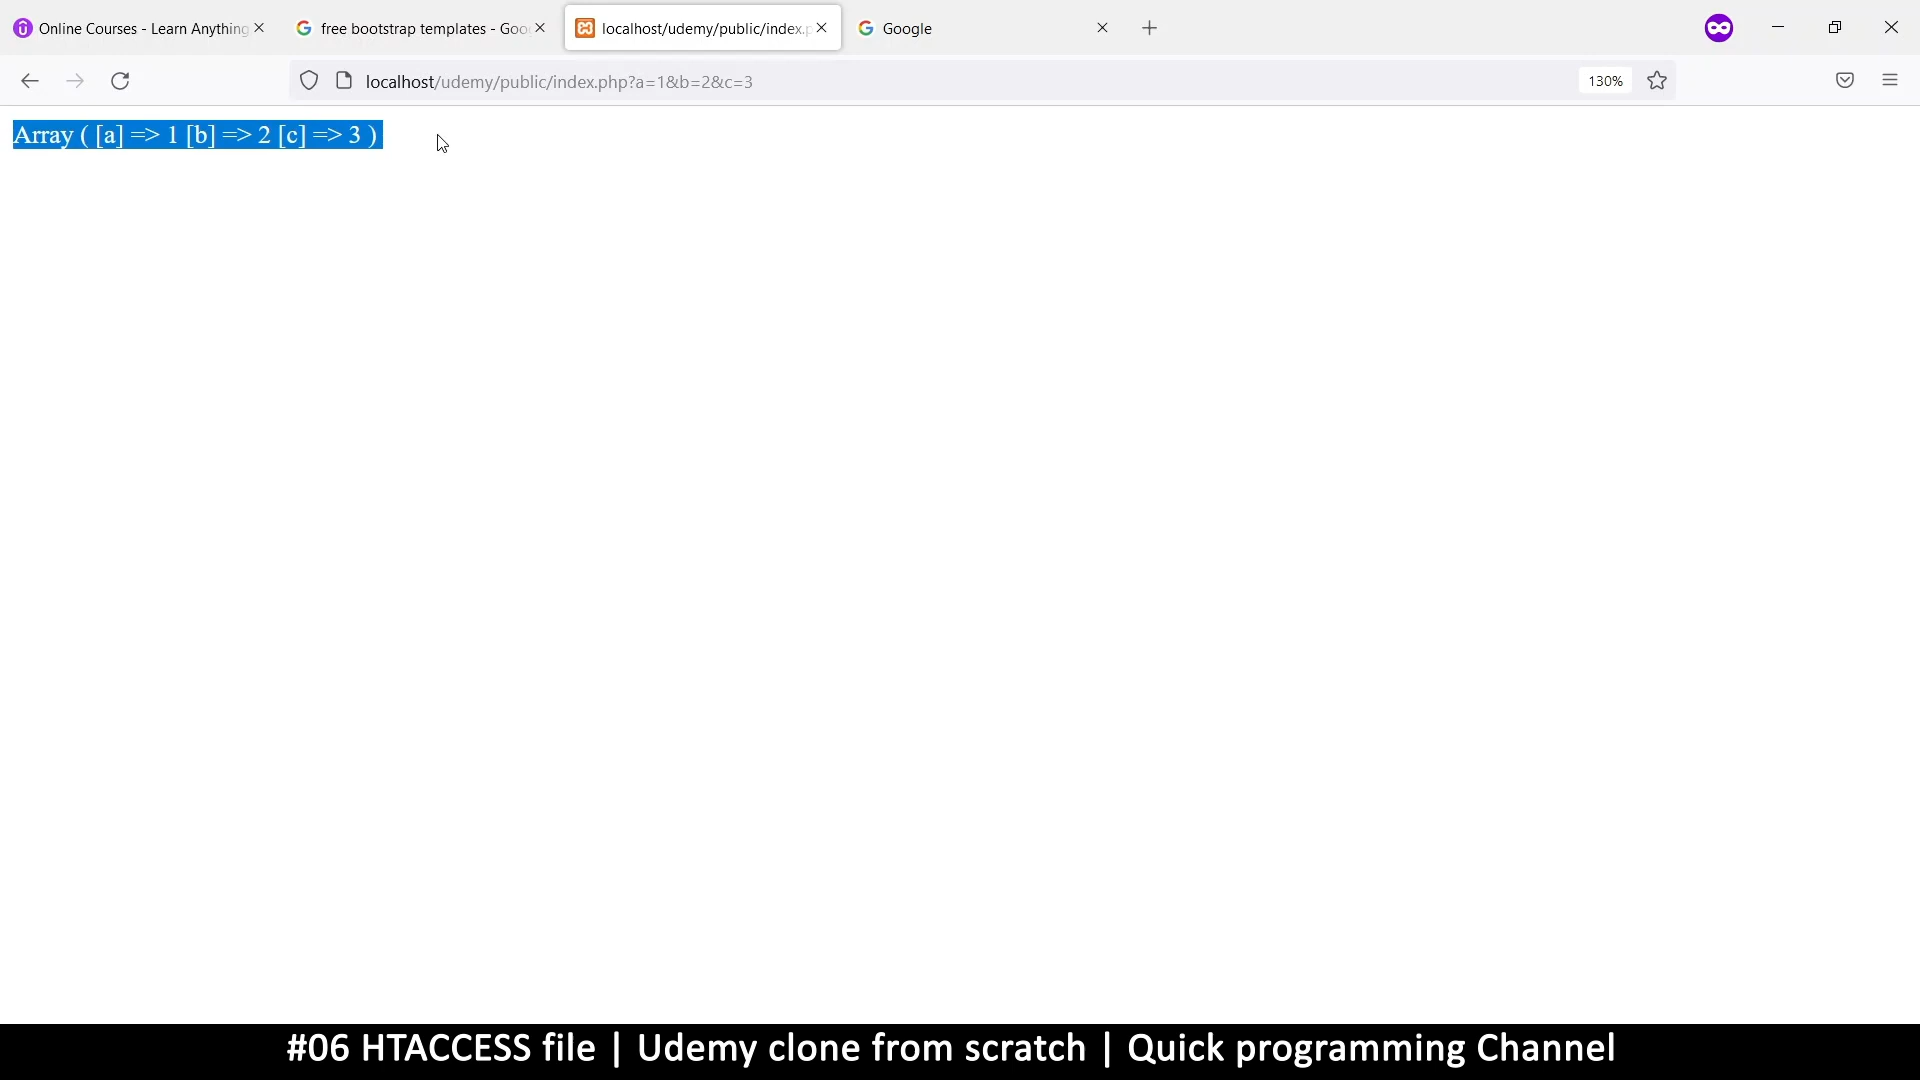 Online Courses - Learn Anything
free bootstrap templates - Goo
localhost/udemy/public/index.p
Google
localhost/udemy/public/index.php?a=1&b=2&c=3
130%
Array ( [a] => 1 [b] => 2 [c] => 3 )
#06 HTACCESS file | Udemy clone from scratch | Quick programming Channel